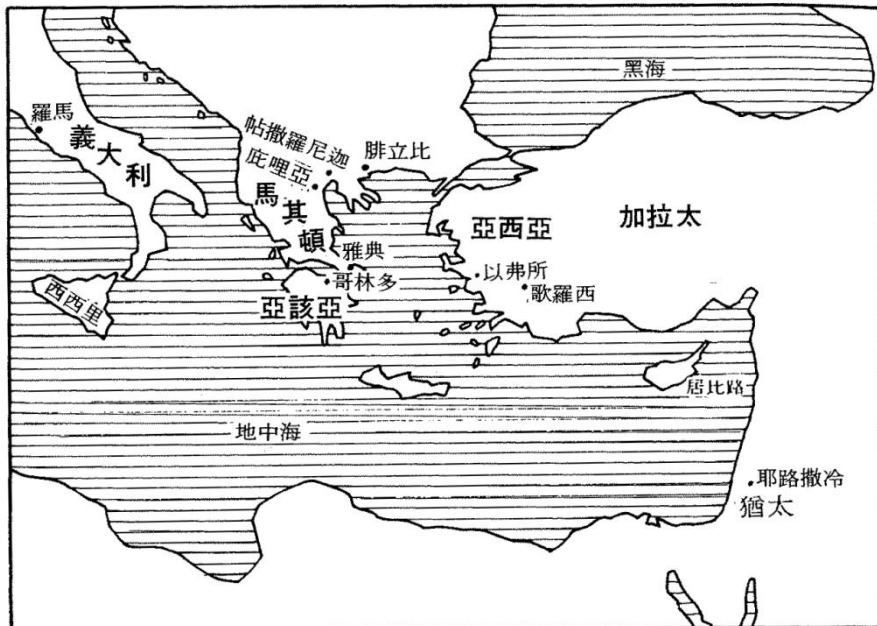 黑海
羅馬
義大利
帖撒羅尼迦
腓立比
庇哩亞
馬其頓
亞西亞
加拉太
雅典
以弗所
哥林多
歌羅西
西西里
亞該亞
居比路
地中海
耶路撒冷
猶太